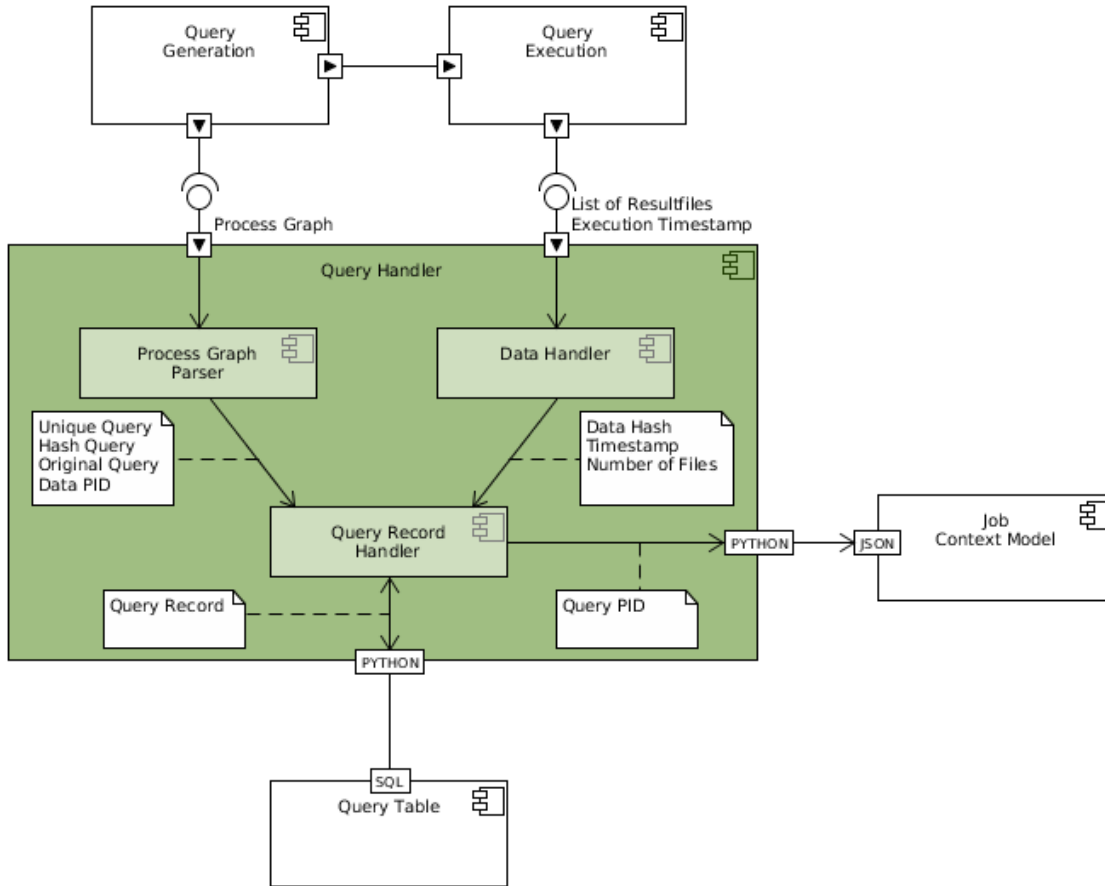 Query
Generation
Query
Execution
Process Graph
List of Resultfiles
Execution Timestamp
Query Handler
Process Graph
Parser
Data Handler
Unique Query
Hash Query
Original Query
Data PID
Data Hash
Timestamp
Number of Files
Query Record
Handler
PYTHON
JSON
Job
Context Model
Query Record
Query PID
PYTHON
SQL
Query Table